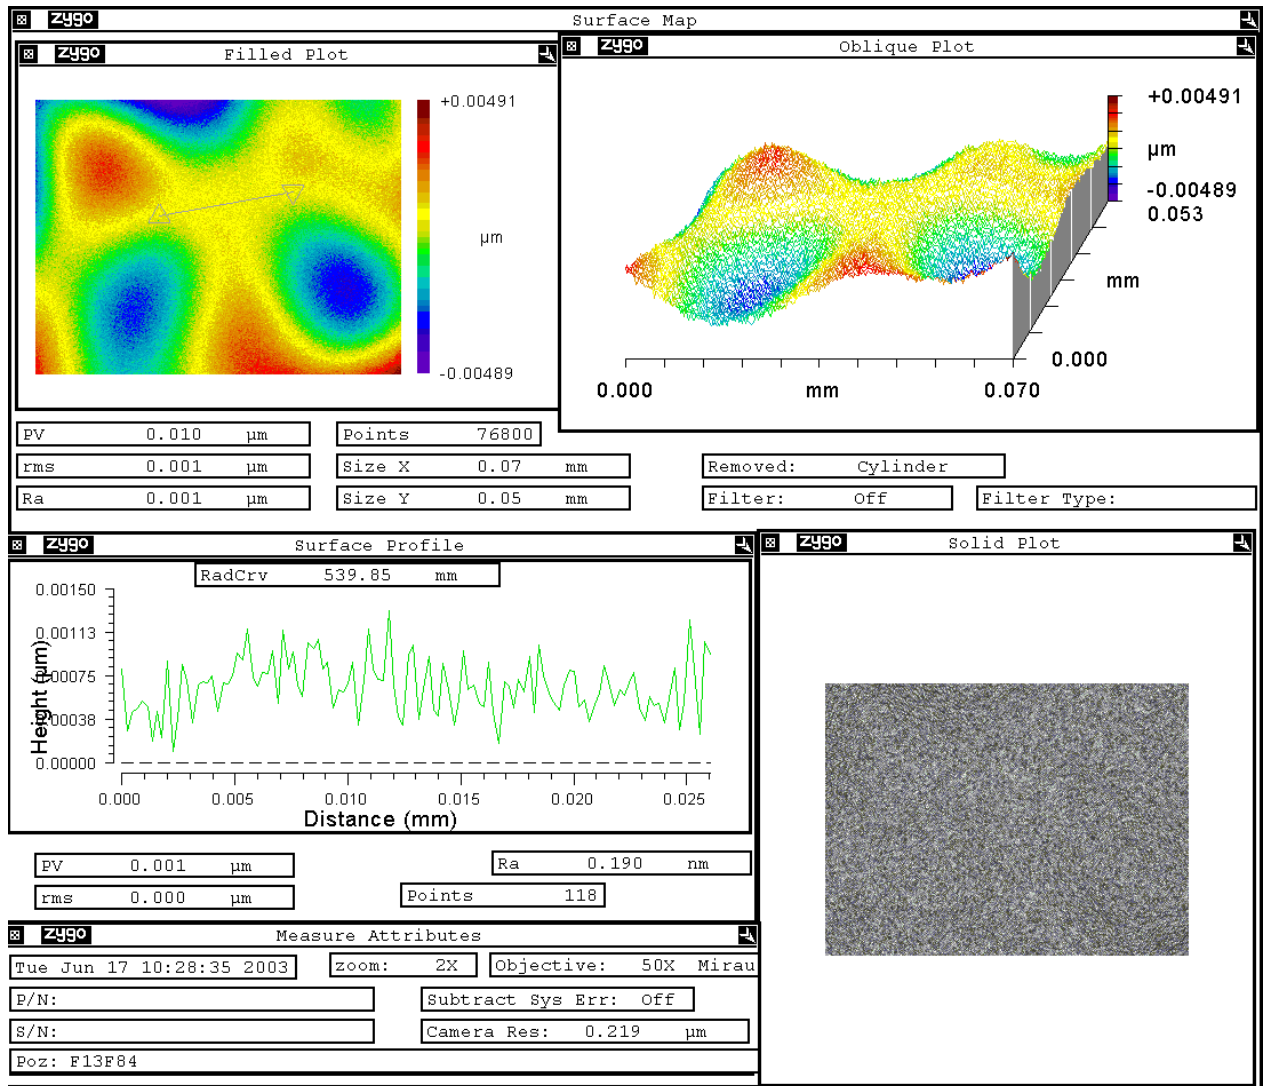 zygo Surface Map
zygo Filled Plot
+0.00491
µm
-0.00489
zygo Oblique Plot
+0.00491
µm
-0.00489
0.053
mm
0.000
0.000 mm 0.070
PV 0.010 µm
rms 0.001 µm
Ra 0.001 µm
Points 76800
Size X 0.07 mm
Size Y 0.05 mm
Removed: Cylinder
Filter: Off
Filter Type:
zygo Surface Profile
RadCrv 539.85 mm
Height (µm)
0.00150
0.00113
0.00075
0.00038
0.00000
0.000 0.005 0.010 0.015 0.020 0.025
Distance (mm)
PV 0.001 µm
rms 0.000 µm
Ra 0.190 nm
Points 118
zygo Solid Plot
zygo Measure Attributes
Tue Jun 17 10:28:35 2003
zoom: 2X
Objective: 50X Mirau
P/N:
Subtract Sys Err: Off
S/N:
Camera Res: 0.219 µm
Poz: F13F84